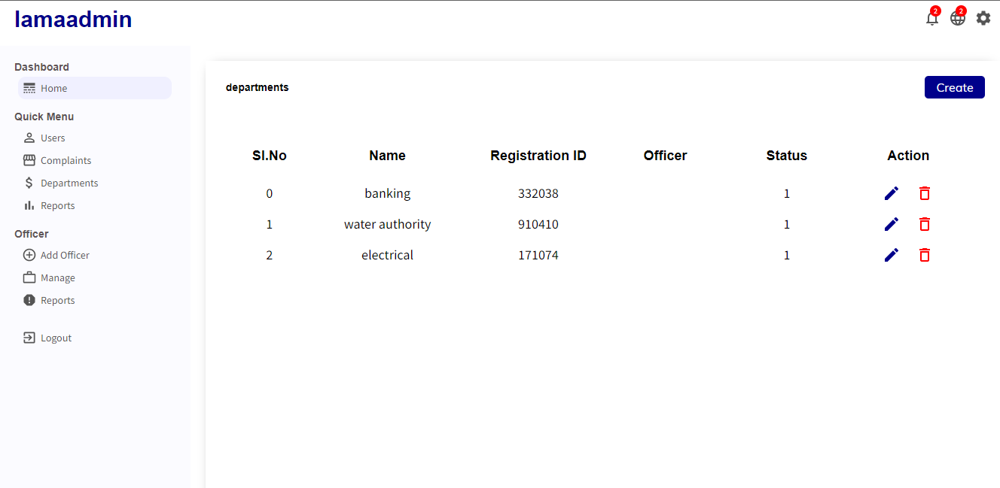 lamaadmin
2 2
Dashboard
Home
Quick Menu
Users
Complaints
Departments
Reports
Officer
Add Officer
Manage
Reports
Logout
departments
Create
Sl.No Name Registration ID Officer Status Action
0 banking 332038 1
1 water authority 910410 1
2 electrical 171074 1